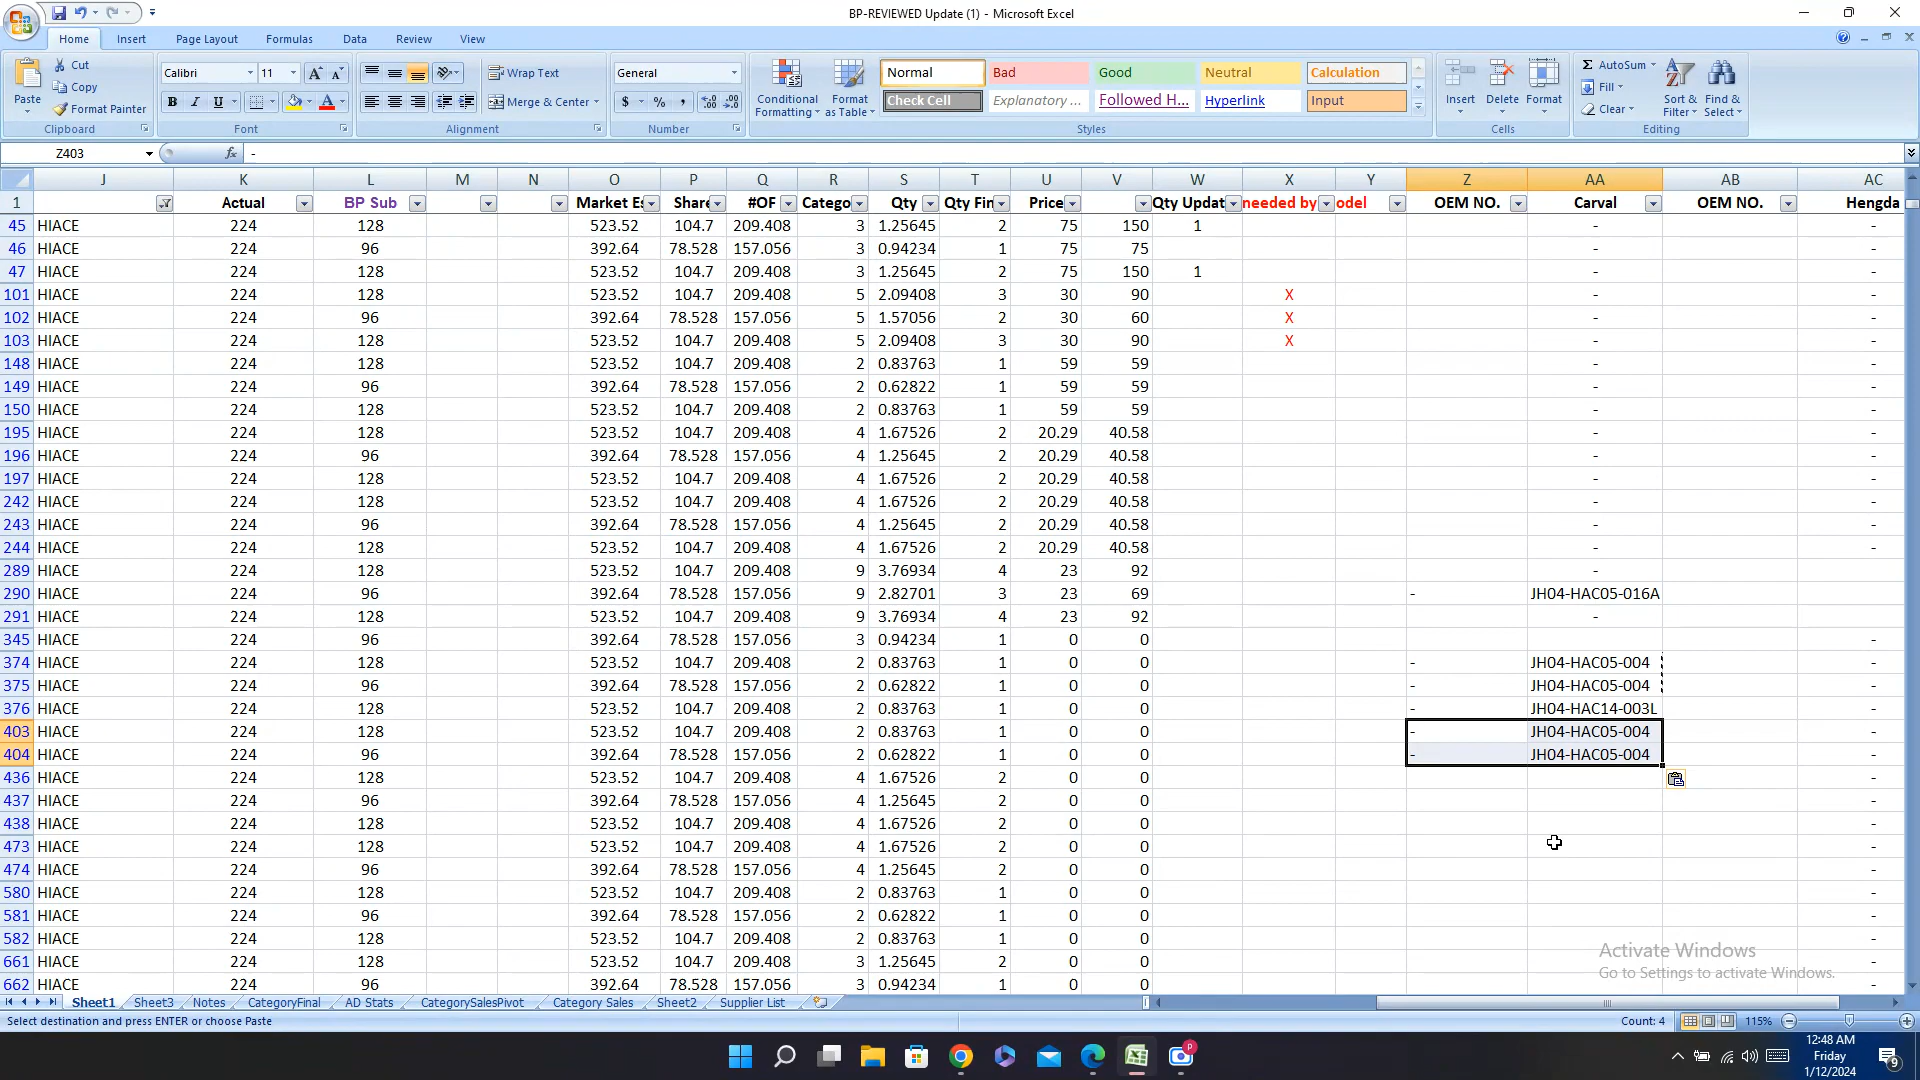 BP-REVIEWED Update (1) - Microsoft Excel
Home Insert Page Layout Formulas Data Review View
Paste Cut Copy Format Painter Clipboard
Calibri 11 Font
Wrap Text Merge & Center Alignment
General Number
Conditional Formatting Format as Table
Normal Bad Good Neutral Calculation
Check Cell Explanatory ... Followed H... Hyperlink Input
Styles
Insert Delete Format Cells
AutoSum Fill Clear Sort & Filter Find & Select Editing
Z403 fx -
J K L M N O P Q R S T U V W X Y Z AA AB AC
1 Actual BP Sub Market Es Share #OF Catego Qty Qty Fin Price Qty Updat needed by odel OEM NO. Carval OEM NO. Hengda
45 HIACE 224 128 523.52 104.7 209.408 3 1.25645 2 75 150 1 - -
46 HIACE 224 96 392.64 78.528 157.056 3 0.94234 1 75 75 - -
47 HIACE 224 128 523.52 104.7 209.408 3 1.25645 2 75 150 1 - -
101 HIACE 224 128 523.52 104.7 209.408 5 2.09408 3 30 90 X - -
102 HIACE 224 96 392.64 78.528 157.056 5 1.57056 2 30 60 X - -
103 HIACE 224 128 523.52 104.7 209.408 5 2.09408 3 30 90 X - -
148 HIACE 224 128 523.52 104.7 209.408 2 0.83763 1 59 59 - -
149 HIACE 224 96 392.64 78.528 157.056 2 0.62822 1 59 59 - -
150 HIACE 224 128 523.52 104.7 209.408 2 0.83763 1 59 59 - -
195 HIACE 224 128 523.52 104.7 209.408 4 1.67526 2 20.29 40.58 - -
196 HIACE 224 96 392.64 78.528 157.056 4 1.25645 2 20.29 40.58 - -
197 HIACE 224 128 523.52 104.7 209.408 4 1.67526 2 20.29 40.58 - -
242 HIACE 224 128 523.52 104.7 209.408 4 1.67526 2 20.29 40.58 - -
243 HIACE 224 96 392.64 78.528 157.056 4 1.25645 2 20.29 40.58 - -
244 HIACE 224 128 523.52 104.7 209.408 4 1.67526 2 20.29 40.58 - -
289 HIACE 224 128 523.52 104.7 209.408 9 3.76934 4 23 92 -
290 HIACE 224 96 392.64 78.528 157.056 9 2.82701 3 23 69 - JH04-HAC05-016A
291 HIACE 224 128 523.52 104.7 209.408 9 3.76934 4 23 92 -
345 HIACE 224 96 392.64 78.528 157.056 3 0.94234 1 0 0 -
374 HIACE 224 128 523.52 104.7 209.408 2 0.83763 1 0 0 - JH04-HAC05-004 -
375 HIACE 224 96 392.64 78.528 157.056 2 0.62822 1 0 0 - JH04-HAC05-004 -
376 HIACE 224 128 523.52 104.7 209.408 2 0.83763 1 0 0 - JH04-HAC14-003L -
403 HIACE 224 128 523.52 104.7 209.408 2 0.83763 1 0 0 - JH04-HAC05-004 -
404 HIACE 224 96 392.64 78.528 157.056 2 0.62822 1 0 0 - JH04-HAC05-004 -
436 HIACE 224 128 523.52 104.7 209.408 4 1.67526 2 0 0 -
437 HIACE 224 96 392.64 78.528 157.056 4 1.25645 2 0 0 -
438 HIACE 224 128 523.52 104.7 209.408 4 1.67526 2 0 0 -
473 HIACE 224 128 523.52 104.7 209.408 4 1.67526 2 0 0 -
474 HIACE 224 96 392.64 78.528 157.056 4 1.25645 2 0 0 -
580 HIACE 224 128 523.52 104.7 209.408 2 0.83763 1 0 0 -
581 HIACE 224 96 392.64 78.528 157.056 2 0.62822 1 0 0 -
582 HIACE 224 128 523.52 104.7 209.408 2 0.83763 1 0 0 -
661 HIACE 224 128 523.52 104.7 209.408 3 1.25645 2 0 0 -
662 HIACE 224 96 392.64 78.528 157.056 3 0.94234 1 0 0 -
Activate Windows
Go to Settings to activate Windows.
Sheet1 Sheet3 Notes CategoryFinal AD Stats CategorySalesPivot Category Sales Sheet2 Supplier List
Select destination and press ENTER or choose Paste Count: 4 115%
12:48 AM
Friday
1/12/2024
9